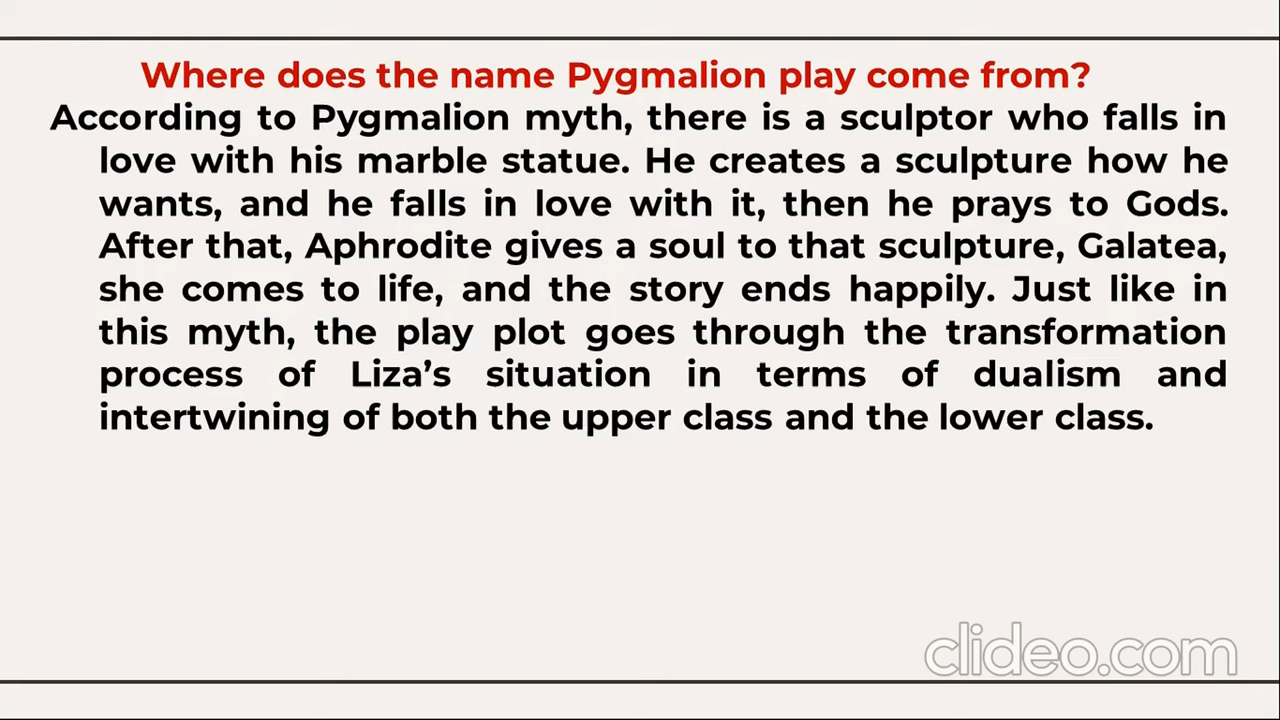 Where does the name Pygmalion play come from?
According to Pygmalion myth, there is a sculptor who falls in
love with his marble statue. He creates a sculpture how he
wants, and he falls in love with it, then he prays to Gods.
After that, Aphrodite gives a soul to that sculpture, Galatea,
she comes to life, and the story ends happily. Just like in
this myth, the play plot goes through the transformation
process of Liza’s situation in terms of dualism and
intertwining of both the upper class and the lower class.
clideo.com